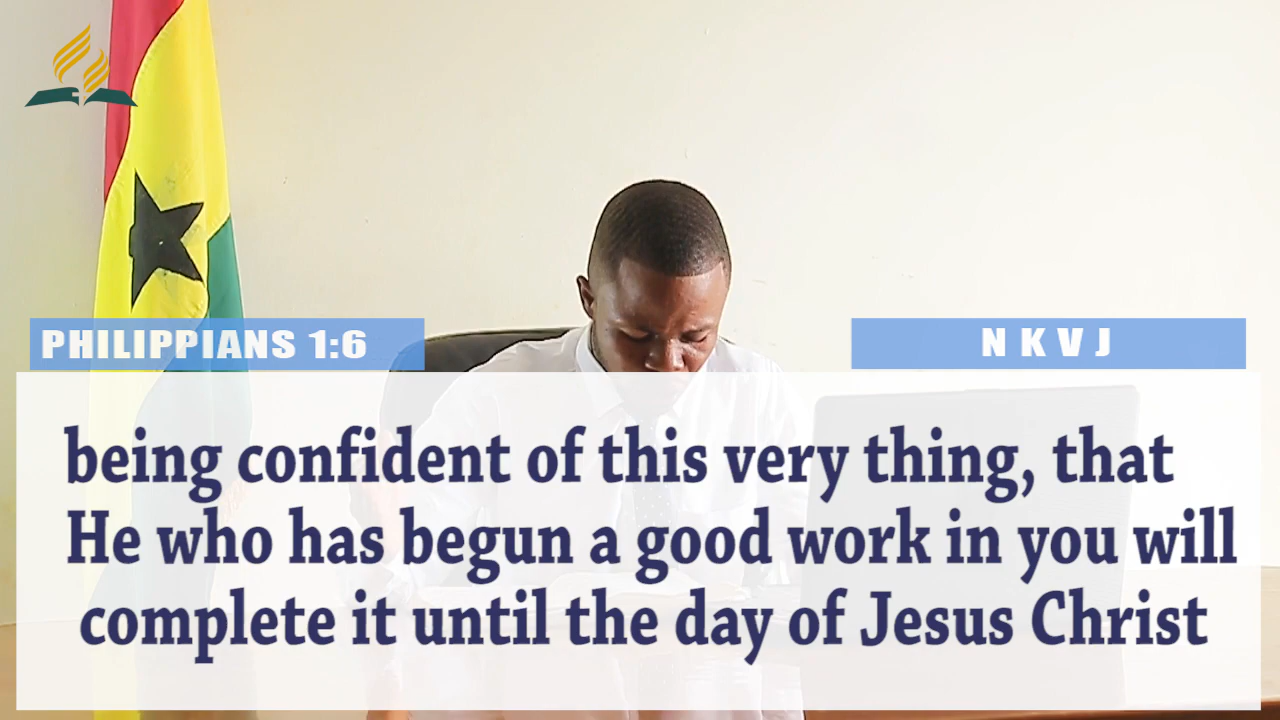 PHILIPPIANS 1:6
N K V J
being confident of this very thing, that
He who has begun a good work in you will
complete it until the day of Jesus Christ